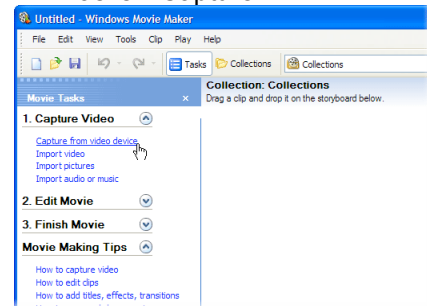 Untitled - Windows Movie Maker
File Edit View Tools Clip Play Help
Tasks Collections Collections
Movie Tasks
Collection: Collections
Drag a clip and drop it on the storyboard below.
1. Capture Video
Capture from video device
Import video
Import pictures
Import audio or music
2. Edit Movie
3. Finish Movie
Movie Making Tips
How to capture video
How to edit clips
How to add titles, effects, transitions